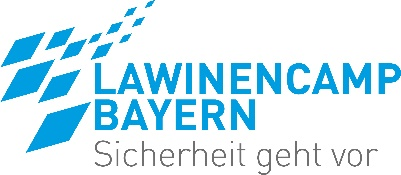 LAWINENCAMP
BAYERN
Sicherheit geht vor